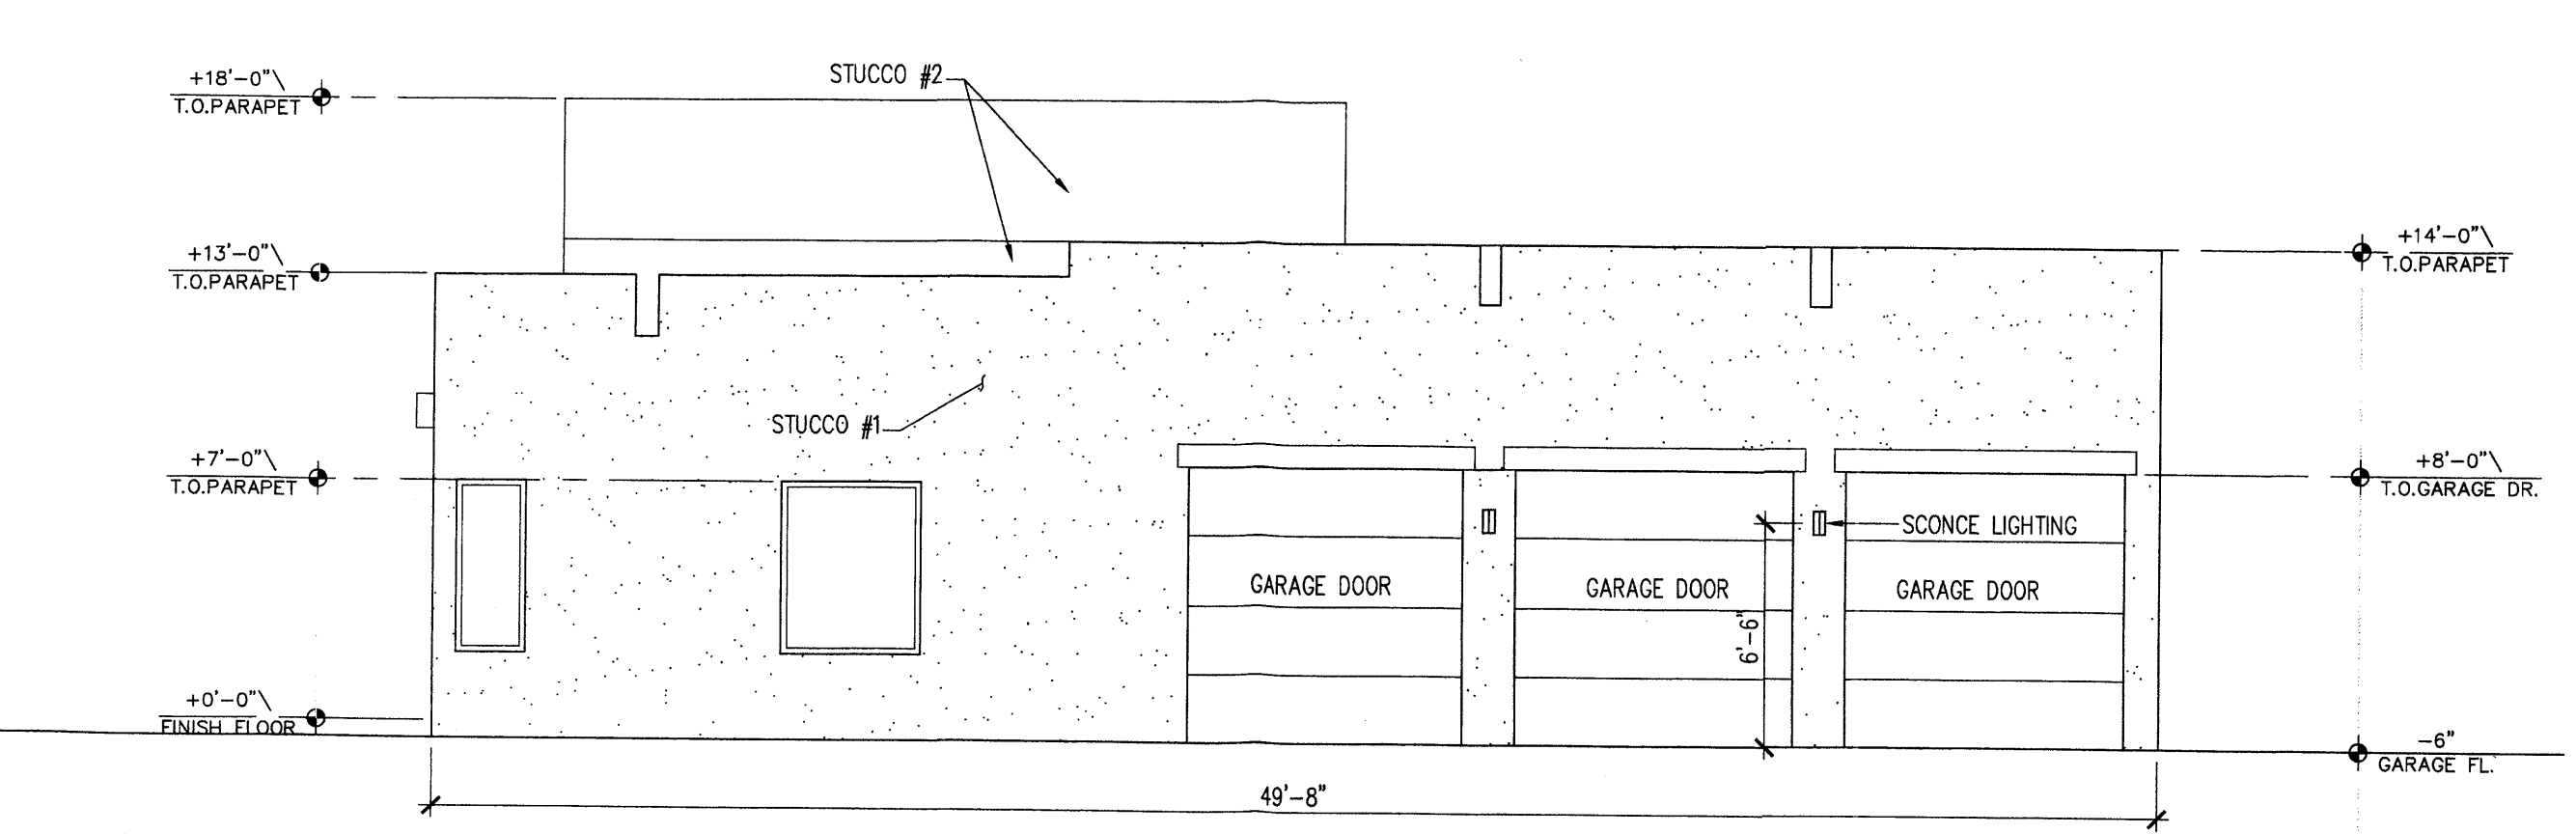 STUCCO #2
+18'-0"\
T.O.PARAPET
+13'-0"\
T.O.PARAPET
+14'-0"\
T.O.PARAPET
STUCCO #1
+7'-0"\
T.O.PARAPET
+8'-0"\
T.O.GARAGE DR.
SCONCE LIGHTING
GARAGE DOOR
GARAGE DOOR
GARAGE DOOR
6'-6"
+0'-0"\
FINISH FLOOR
-6"
GARAGE FL.
49'-8"